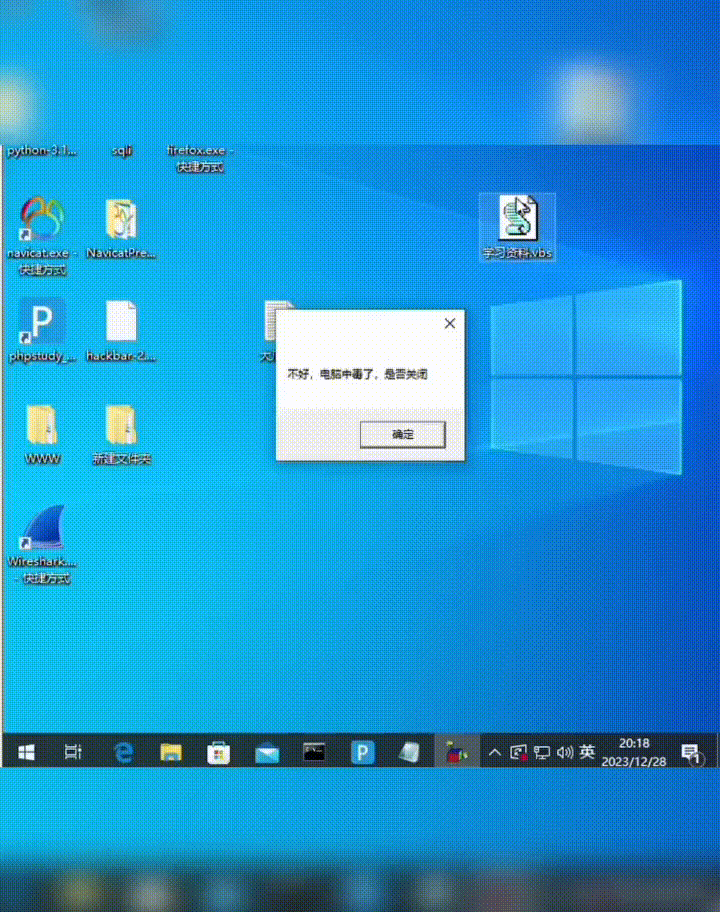 python-3.1...
sqli
firefox.exe -
快捷方式
navicat.exe -
快捷方式
NavicatPre...
学习资料.vbs
phpstudy_...
hackbar-2...
不好，电脑中毒了，是否关闭
确定
WWW
新建文件夹
Wireshark....
- 快捷方式
英
20:18
2023/12/28
1